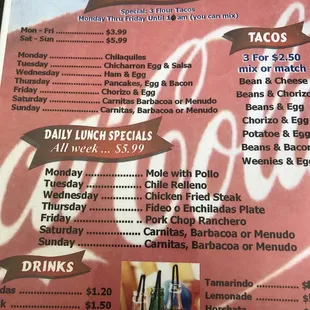 Special: 3 Flour Tacos
Monday Thru Friday Until 10 am (you can mix)
Mon - Fri $3.99
Sat - Sun $5.99
Monday Chilaquiles
Tuesday Chicharron Egg & Salsa
Wednesday Ham & Egg
Thursday Pancakes, Egg & Bacon
Friday Chorizo & Egg
Saturday Carnitas Barbacoa or Menudo
Sunday Carnitas, Barbacoa or Menudo
TACOS
3 For $2.50
mix or match
Bean & Cheese
Beans & Chorizo
Beans & Egg
Chorizo & Egg
Potatoe & Egg
Beans & Bacon
Weenies & Egg
DAILY LUNCH SPECIALS
All week ... $5.99
Monday Mole with Pollo
Tuesday Chile Relleno
Wednesday Chicken Fried Steak
Thursday Fideo o Enchiladas Plate
Friday Pork Chop Ranchero
Saturday Carnitas, Barbacoa or Menudo
Sunday Carnitas, Barbacoa or Menudo
DRINKS
das $1.20
k $1.50
Tamarindo
Lemonade
Horchata